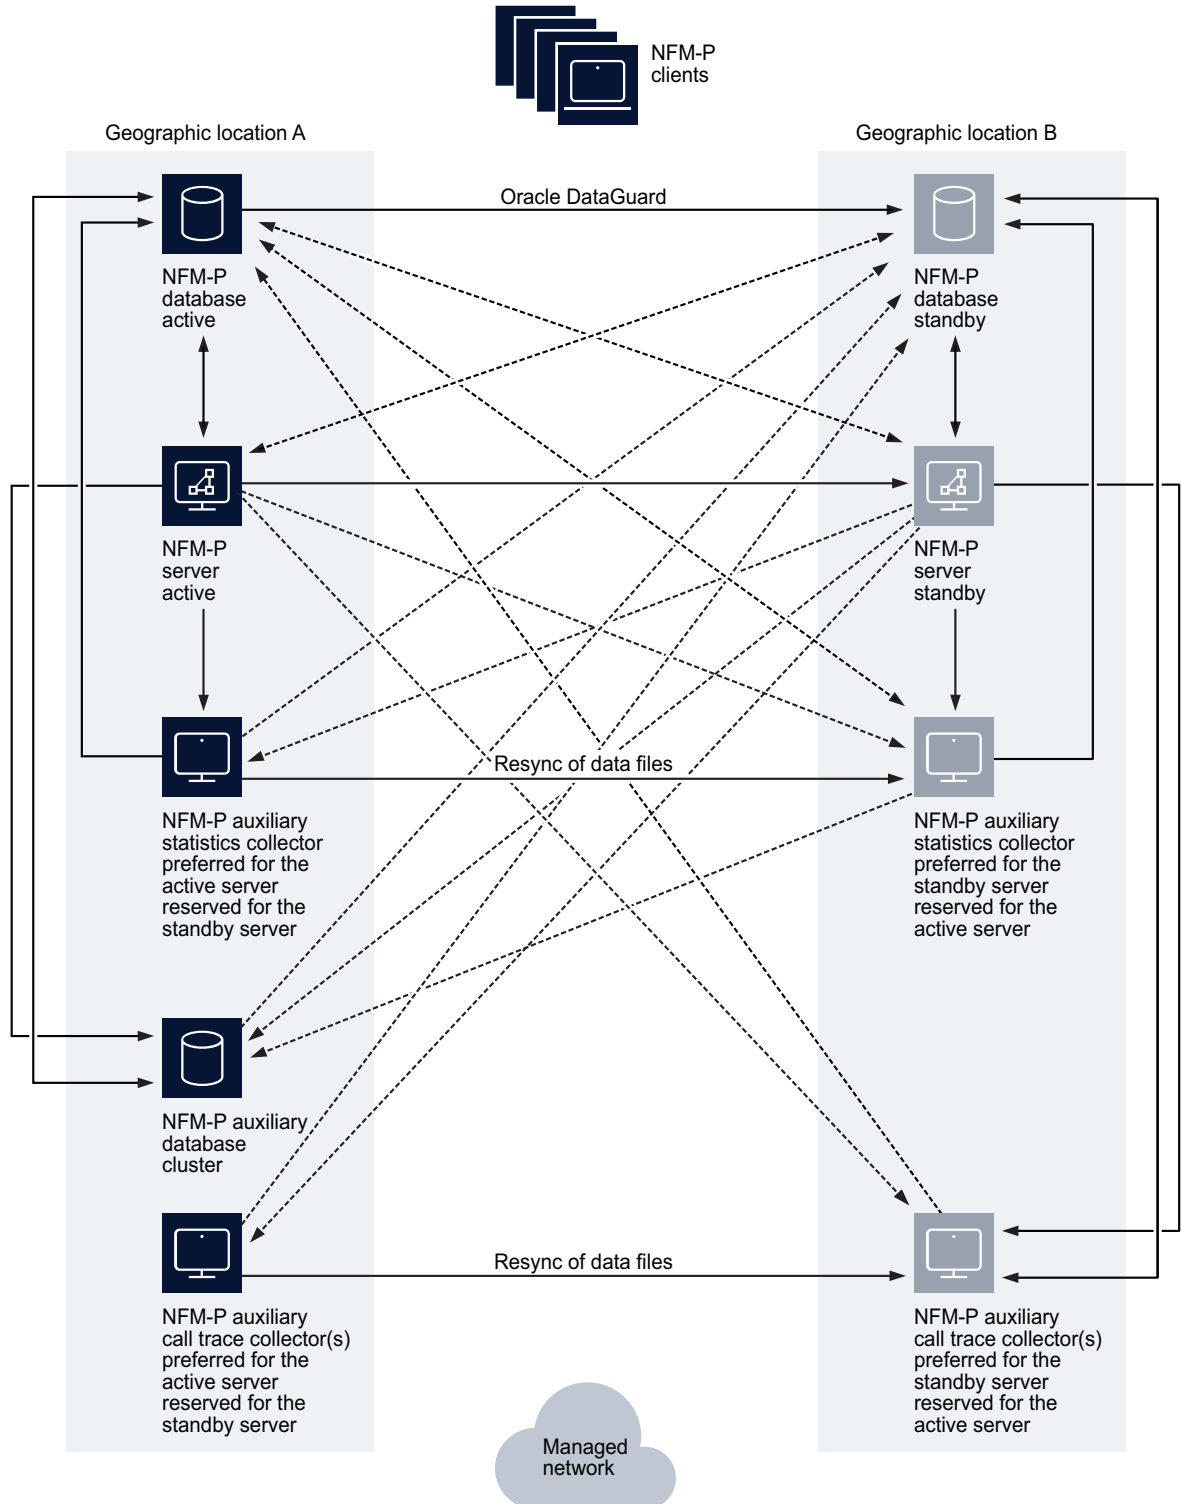 NFM-P
clients
Geographic location A
Geographic location B
Oracle DataGuard
NFM-P
database
active
NFM-P
database
standby
NFM-P
server
active
NFM-P
server
standby
Resync of data files
NFM-P auxiliary
statistics collector
preferred for the
active server
reserved for the
standby server
NFM-P auxiliary
statistics collector
preferred for the
standby server
reserved for the
active server
NFM-P auxiliary
database
cluster
Resync of data files
NFM-P auxiliary
call trace collector(s)
preferred for the
active server
reserved for the
standby server
NFM-P auxiliary
call trace collector(s)
preferred for the
standby server
reserved for the
active server
Managed
network